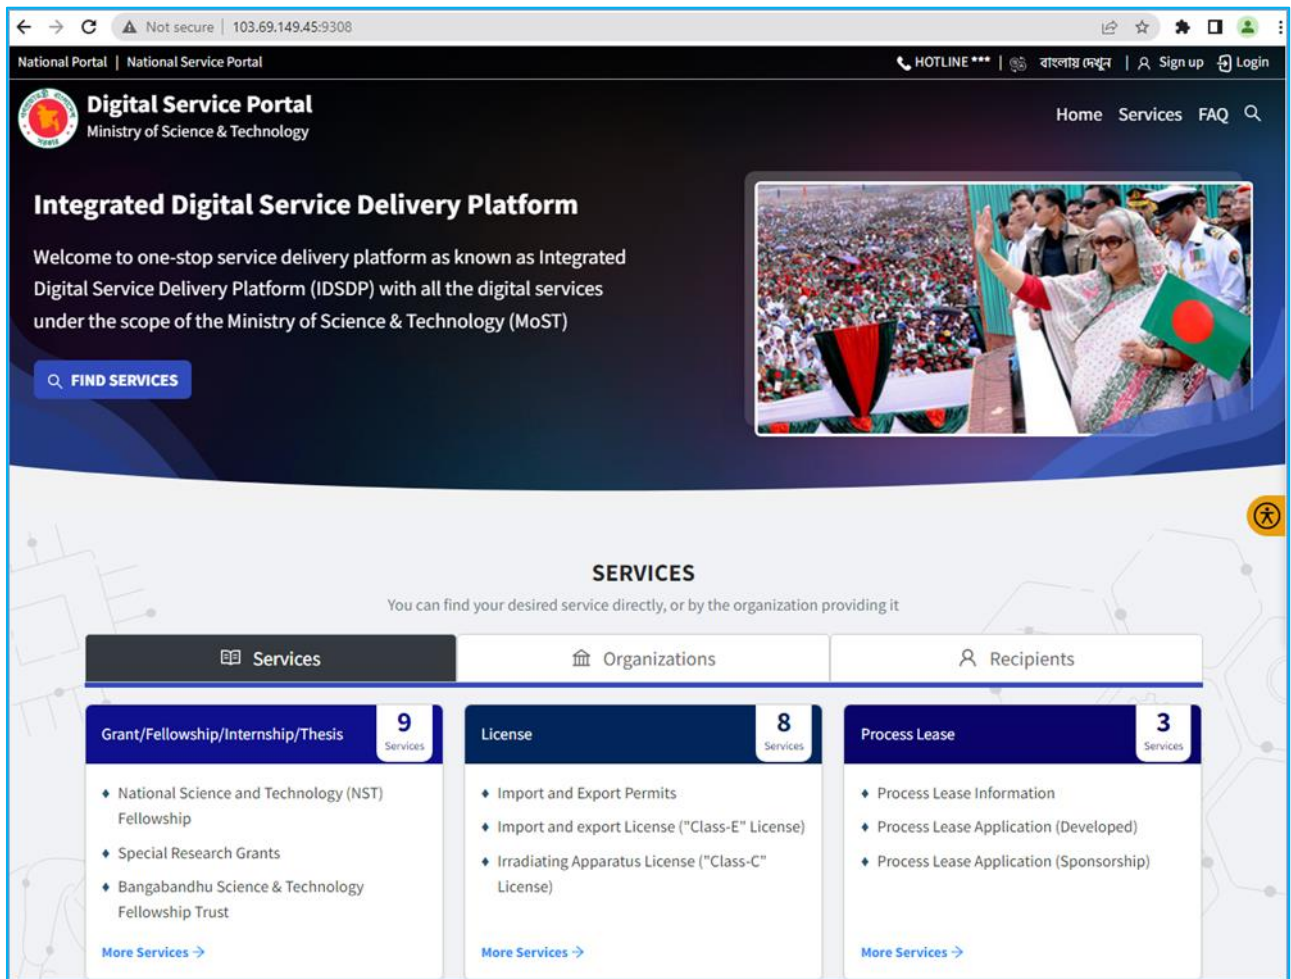 Not secure | 103.69.149.45:9308
National Portal | National Service Portal
HOTLINE *** | বাংলায় দেখুন | Sign up Login
Digital Service Portal
Ministry of Science & Technology
Home Services FAQ
Integrated Digital Service Delivery Platform
Welcome to one-stop service delivery platform as known as Integrated
Digital Service Delivery Platform (IDSDP) with all the digital services
under the scope of the Ministry of Science & Technology (MoST)
FIND SERVICES
SERVICES
You can find your desired service directly, or by the organization providing it
Services
Organizations
Recipients
Grant/Fellowship/Internship/Thesis
9
Services
National Science and Technology (NST)
Fellowship
Special Research Grants
Bangabandhu Science & Technology
Fellowship Trust
More Services →
License
8
Services
Import and Export Permits
Import and export License ("Class-E" License)
Irradiating Apparatus License ("Class-C"
License)
More Services →
Process Lease
3
Services
Process Lease Information
Process Lease Application (Developed)
Process Lease Application (Sponsorship)
More Services →